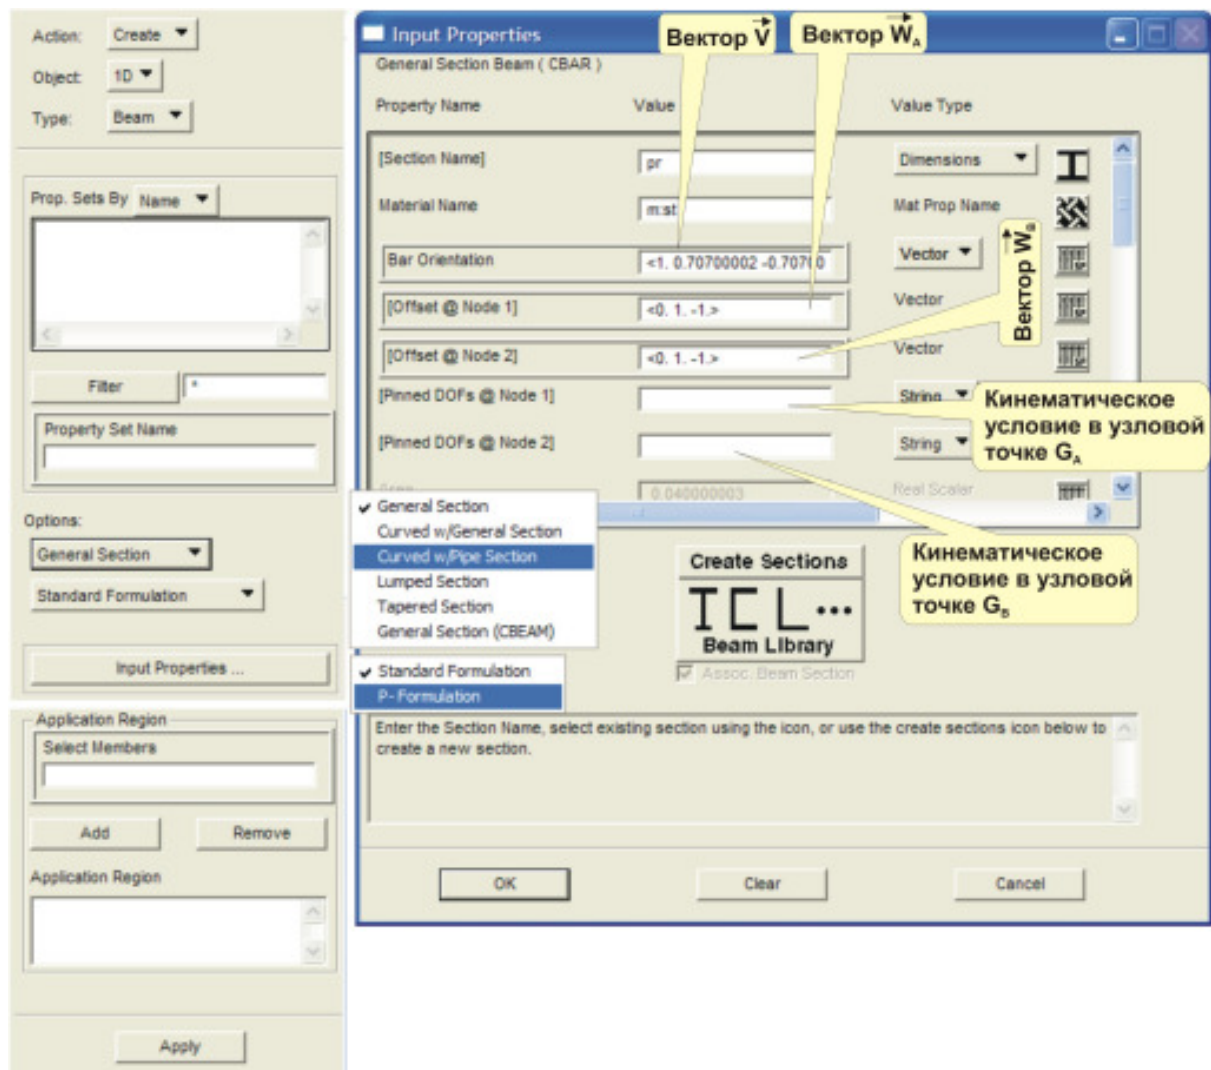 Action: Create
Object: 1D
Type: Beam
Prop. Sets By Name
Filter *
Property Set Name
Options:
General Section
Standard Formulation
Input Properties ...
Application Region
Select Members
Add Remove
Application Region
Apply
Input Properties
Вектор V
Вектор W_A
General Section Beam ( CBAR )
Property Name Value Value Type
[Section Name] pr Dimensions
Material Name m:st Mat Prop Name
Bar Orientation <1. 0.70700002 -0.70700 Vector
[Offset @ Node 1] <0. 1. -1.> Vector
[Offset @ Node 2] <0. 1. -1.> Vector
Вектор W_B
[Pinned DOFs @ Node 1] String
[Pinned DOFs @ Node 2] String
Кинематическое
условие в узловой
точке G_A
0.040000003 Real Scalar
General Section
Curved w/General Section
Curved w/Pipe Section
Lumped Section
Tapered Section
General Section (CBEAM)
Standard Formulation
P- Formulation
Create Sections
Beam Library
Assoc. Beam Section
Кинематическое
условие в узловой
точке G_B
Enter the Section Name, select existing section using the icon, or use the create sections icon below to
create a new section.
OK Clear Cancel